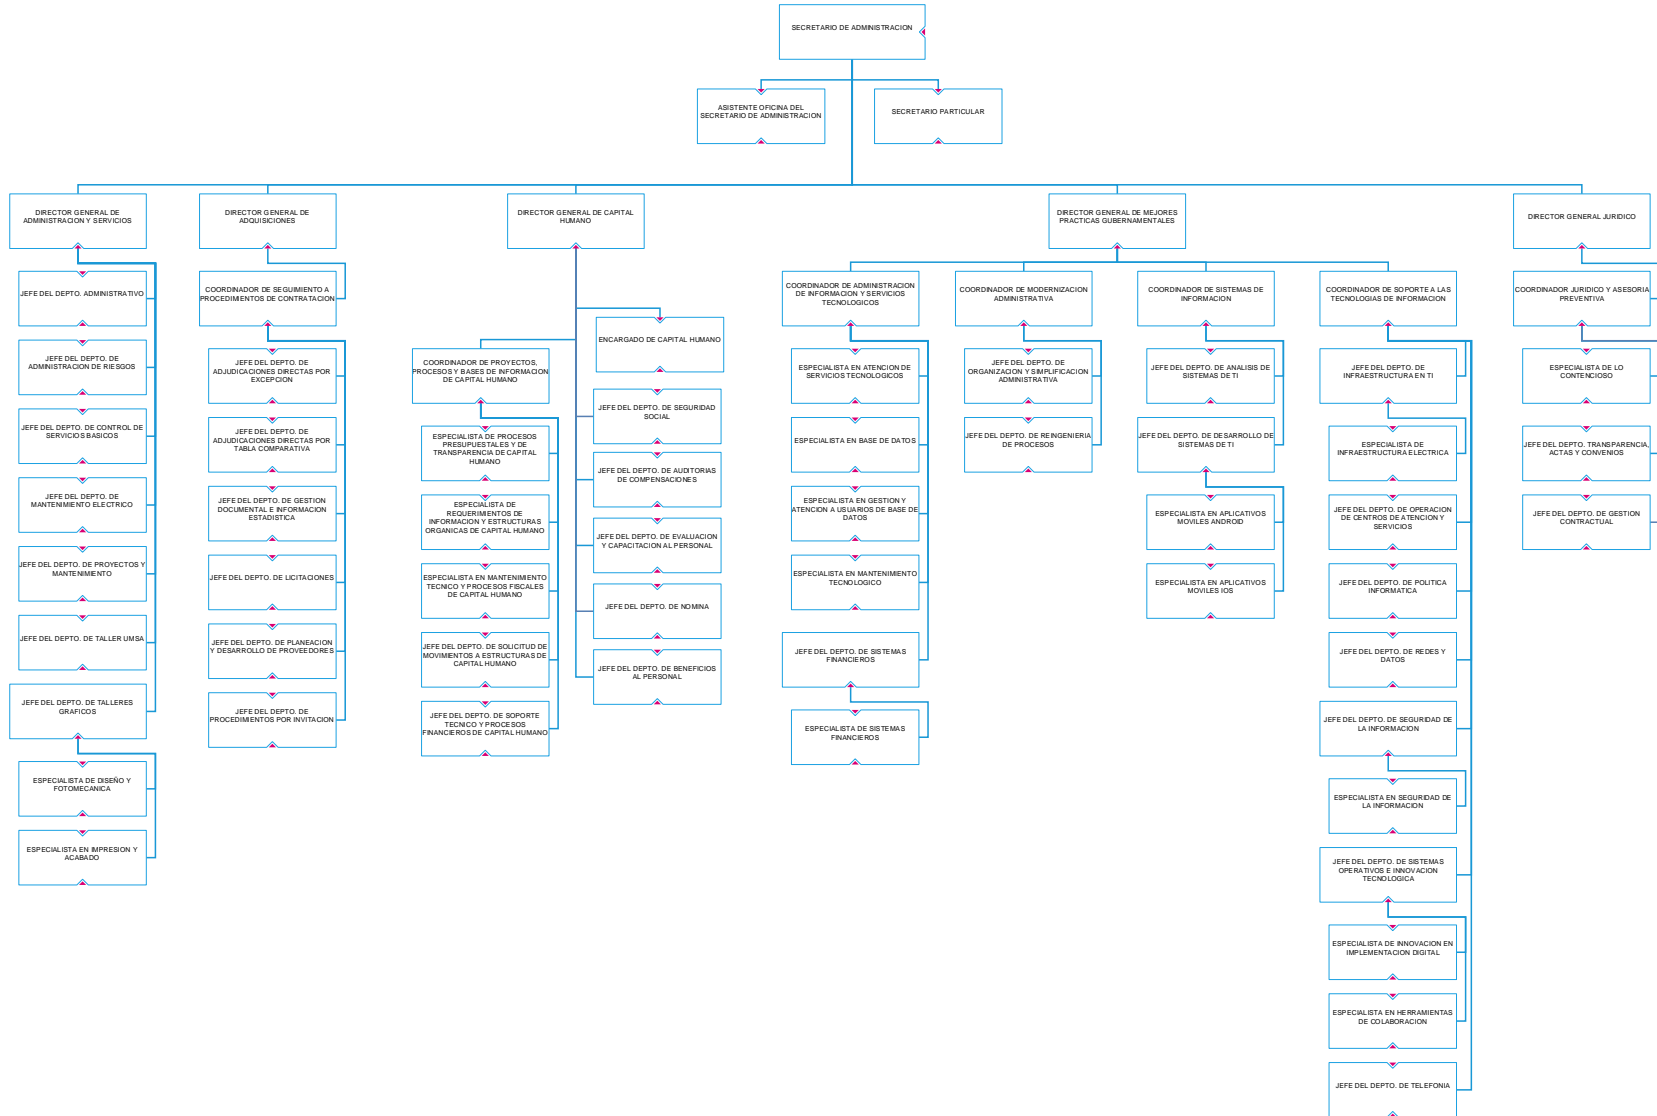 SECRETARIO DE ADMINISTRACION
ASISTENTE OFICINA DEL
SECRETARIO DE ADMINISTRACION
SECRETARIO PARTICULAR
DIRECTOR GENERAL DE
ADMINISTRACION Y SERVICIOS
JEFE DEL DEPTO. ADMINISTRATIVO
JEFE DEL DEPTO. DE
ADMINISTRACION DE RIESGOS
JEFE DEL DEPTO. DE CONTROL DE
SERVICIOS BASICOS
JEFE DEL DEPTO. DE
MANTENIMIENTO ELECTRICO
JEFE DEL DEPTO. DE PROYECTOS Y
MANTENIMIENTO
JEFE DEL DEPTO. DE TALLER UMSA
JEFE DEL DEPTO. DE TALLERES
GRAFICOS
ESPECIALISTA DE DISEÑO Y
FOTOMECANICA
ESPECIALISTA EN IMPRESION Y
ACABADO
DIRECTOR GENERAL DE
ADQUISICIONES
COORDINADOR DE SEGUIMIENTO A
PROCEDIMIENTOS DE CONTRATACION
JEFE DEL DEPTO. DE
ADJUDICACIONES DIRECTAS POR
EXCEPCION
JEFE DEL DEPTO. DE
ADJUDICACIONES DIRECTAS POR
TABLA COMPARATIVA
JEFE DEL DEPTO. DE GESTION
DOCUMENTAL E INFORMACION
ESTADISTICA
JEFE DEL DEPTO. DE LICITACIONES
JEFE DEL DEPTO. DE PLANEACION
Y DESARROLLO DE PROVEEDORES
JEFE DEL DEPTO. DE
PROCEDIMIENTOS POR INVITACION
DIRECTOR GENERAL DE CAPITAL
HUMANO
COORDINADOR DE PROYECTOS,
PROCESOS Y BASES DE INFORMACION
DE CAPITAL HUMANO
ESPECIALISTA DE PROCESOS
PRESUPUESTALES Y DE
TRANSPARENCIA DE CAPITAL
HUMANO
ESPECIALISTA DE
REQUERIMIENTOS DE
INFORMACION Y ESTRUCTURAS
ORGANICAS DE CAPITAL HUMANO
ESPECIALISTA EN MANTENIMIENTO
TECNICO Y PROCESOS FISCALES
DE CAPITAL HUMANO
JEFE DEL DEPTO. DE SOLICITUD DE
MOVIMIENTOS A ESTRUCTURAS DE
CAPITAL HUMANO
JEFE DEL DEPTO. DE SOPORTE
TECNICO Y PROCESOS
FINANCIEROS DE CAPITAL HUMANO
ENCARGADO DE CAPITAL HUMANO
JEFE DEL DEPTO. DE SEGURIDAD
SOCIAL
JEFE DEL DEPTO. DE AUDITORIAS
DE COMPENSACIONES
JEFE DEL DEPTO. DE EVALUACION
Y CAPACITACION AL PERSONAL
JEFE DEL DEPTO. DE NOMINA
JEFE DEL DEPTO. DE BENEFICIOS
AL PERSONAL
DIRECTOR GENERAL DE MEJORES
PRACTICAS GUBERNAMENTALES
COORDINADOR DE ADMINISTRACION
DE INFORMACION Y SERVICIOS
TECNOLOGICOS
ESPECIALISTA EN ATENCION DE
SERVICIOS TECNOLOGICOS
ESPECIALISTA EN BASE DE DATOS
ESPECIALISTA EN GESTION Y
ATENCION A USUARIOS DE BASE DE
DATOS
ESPECIALISTA EN MANTENIMIENTO
TECNOLOGICO
JEFE DEL DEPTO. DE SISTEMAS
FINANCIEROS
ESPECIALISTA DE SISTEMAS
FINANCIEROS
COORDINADOR DE MODERNIZACION
ADMINISTRATIVA
JEFE DEL DEPTO. DE
ORGANIZACION Y SIMPLIFICACION
ADMINISTRATIVA
JEFE DEL DEPTO. DE REINGENIERIA
DE PROCESOS
COORDINADOR DE SISTEMAS DE
INFORMACION
JEFE DEL DEPTO. DE ANALISIS DE
SISTEMAS DE TI
JEFE DEL DEPTO. DE DESARROLLO DE
SISTEMAS DE TI
ESPECIALISTA EN APLICATIVOS
MOVILES ANDROID
ESPECIALISTA EN APLICATIVOS
MOVILES IOS
COORDINADOR DE SOPORTE A LAS
TECNOLOGIAS DE INFORMACION
JEFE DEL DEPTO. DE
INFRAESTRUCTURA EN TI
ESPECIALISTA DE
INFRAESTRUCTURA ELECTRICA
JEFE DEL DEPTO. DE OPERACION
DE CENTROS DE ATENCION Y
SERVICIOS
JEFE DEL DEPTO. DE POLITICA
INFORMATICA
JEFE DEL DEPTO. DE REDES Y
DATOS
JEFE DEL DEPTO. DE SEGURIDAD DE
LA INFORMACION
ESPECIALISTA EN SEGURIDAD DE
LA INFORMACION
JEFE DEL DEPTO. DE SISTEMAS
OPERATIVOS E INNOVACION
TECNOLOGICA
ESPECIALISTA DE INNOVACION EN
IMPLEMENTACION DIGITAL
ESPECIALISTA EN HERRAMIENTAS
DE COLABORACION
JEFE DEL DEPTO. DE TELEFONIA
DIRECTOR GENERAL JURIDICO
COORDINADOR JURIDICO Y ASESORIA
PREVENTIVA
ESPECIALISTA DE LO
CONTENCIOSO
JEFE DEL DEPTO. TRANSPARENCIA,
ACTAS Y CONVENIOS
JEFE DEL DEPTO. DE GESTION
CONTRACTUAL